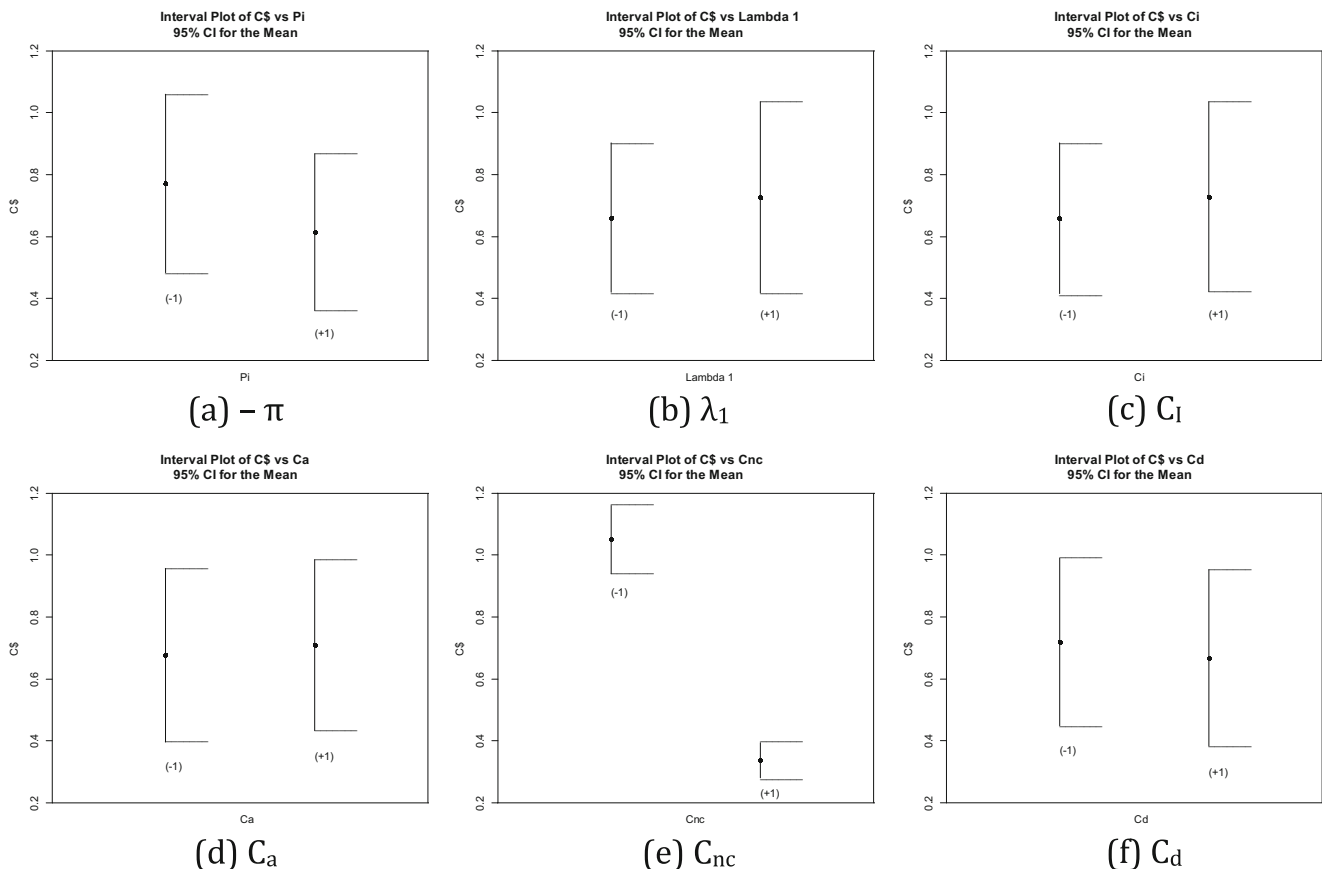 Interval Plot of C$ vs Pi
95% CI for the Mean
C$
1.2
1.0
0.8
0.6
0.4
0.2
(-1)
(+1)
Pi
(a) – π
Interval Plot of C$ vs Lambda 1
95% CI for the Mean
C$
1.2
1.0
0.8
0.6
0.4
0.2
(-1)
(+1)
Lambda 1
(b) λ1
Interval Plot of C$ vs Ci
95% CI for the Mean
C$
1.2
1.0
0.8
0.6
0.4
0.2
(-1)
(+1)
Ci
(c) CI
Interval Plot of C$ vs Ca
95% CI for the Mean
C$
1.2
1.0
0.8
0.6
0.4
0.2
(-1)
(+1)
Ca
(d) Ca
Interval Plot of C$ vs Cnc
95% CI for the Mean
C$
1.2
1.0
0.8
0.6
0.4
0.2
(-1)
(+1)
Cnc
(e) Cnc
Interval Plot of C$ vs Cd
95% CI for the Mean
C$
1.2
1.0
0.8
0.6
0.4
0.2
(-1)
(+1)
Cd
(f) Cd